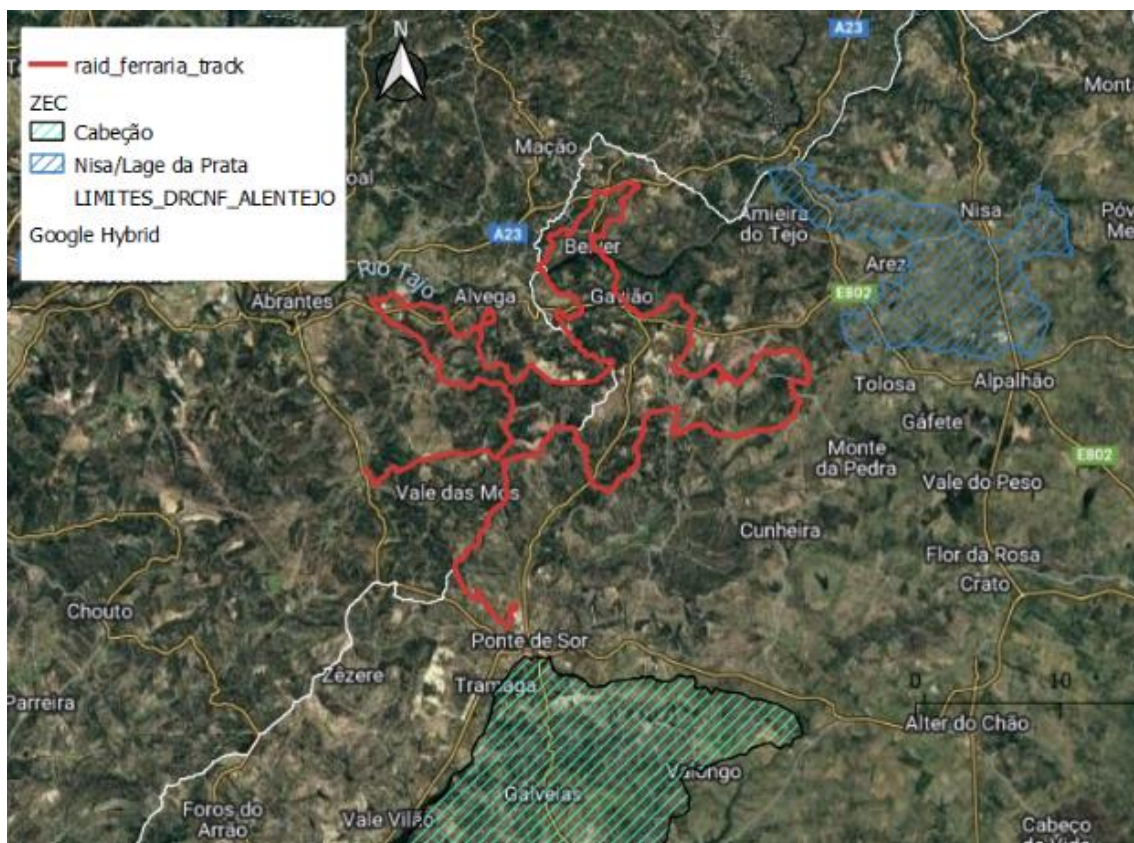 raid_ferraria_track
ZEC
Cabeção
Nisa/Lage da Prata
LIMITES_DRCNF_ALENTEJO
Google Hybrid
N
A23
Mação
A23
Amieira
do Tejo
Nisa
Belver
Arez
Rio Tajo
Abrantes
Alvega
Gavião
E802
Tolosa
Alpalhão
Gáfete
Monte
da Pedra
E802
Vale das Mós
Vale do Peso
Cunheira
Flor da Rosa
Crato
Chouto
Ponte de Sor
Zêzere
Tramaga
0
10
Parreira
Alter do Chão
Valongo
Galveias
Foros do
Arrão
Vale Vilão
Cabeço